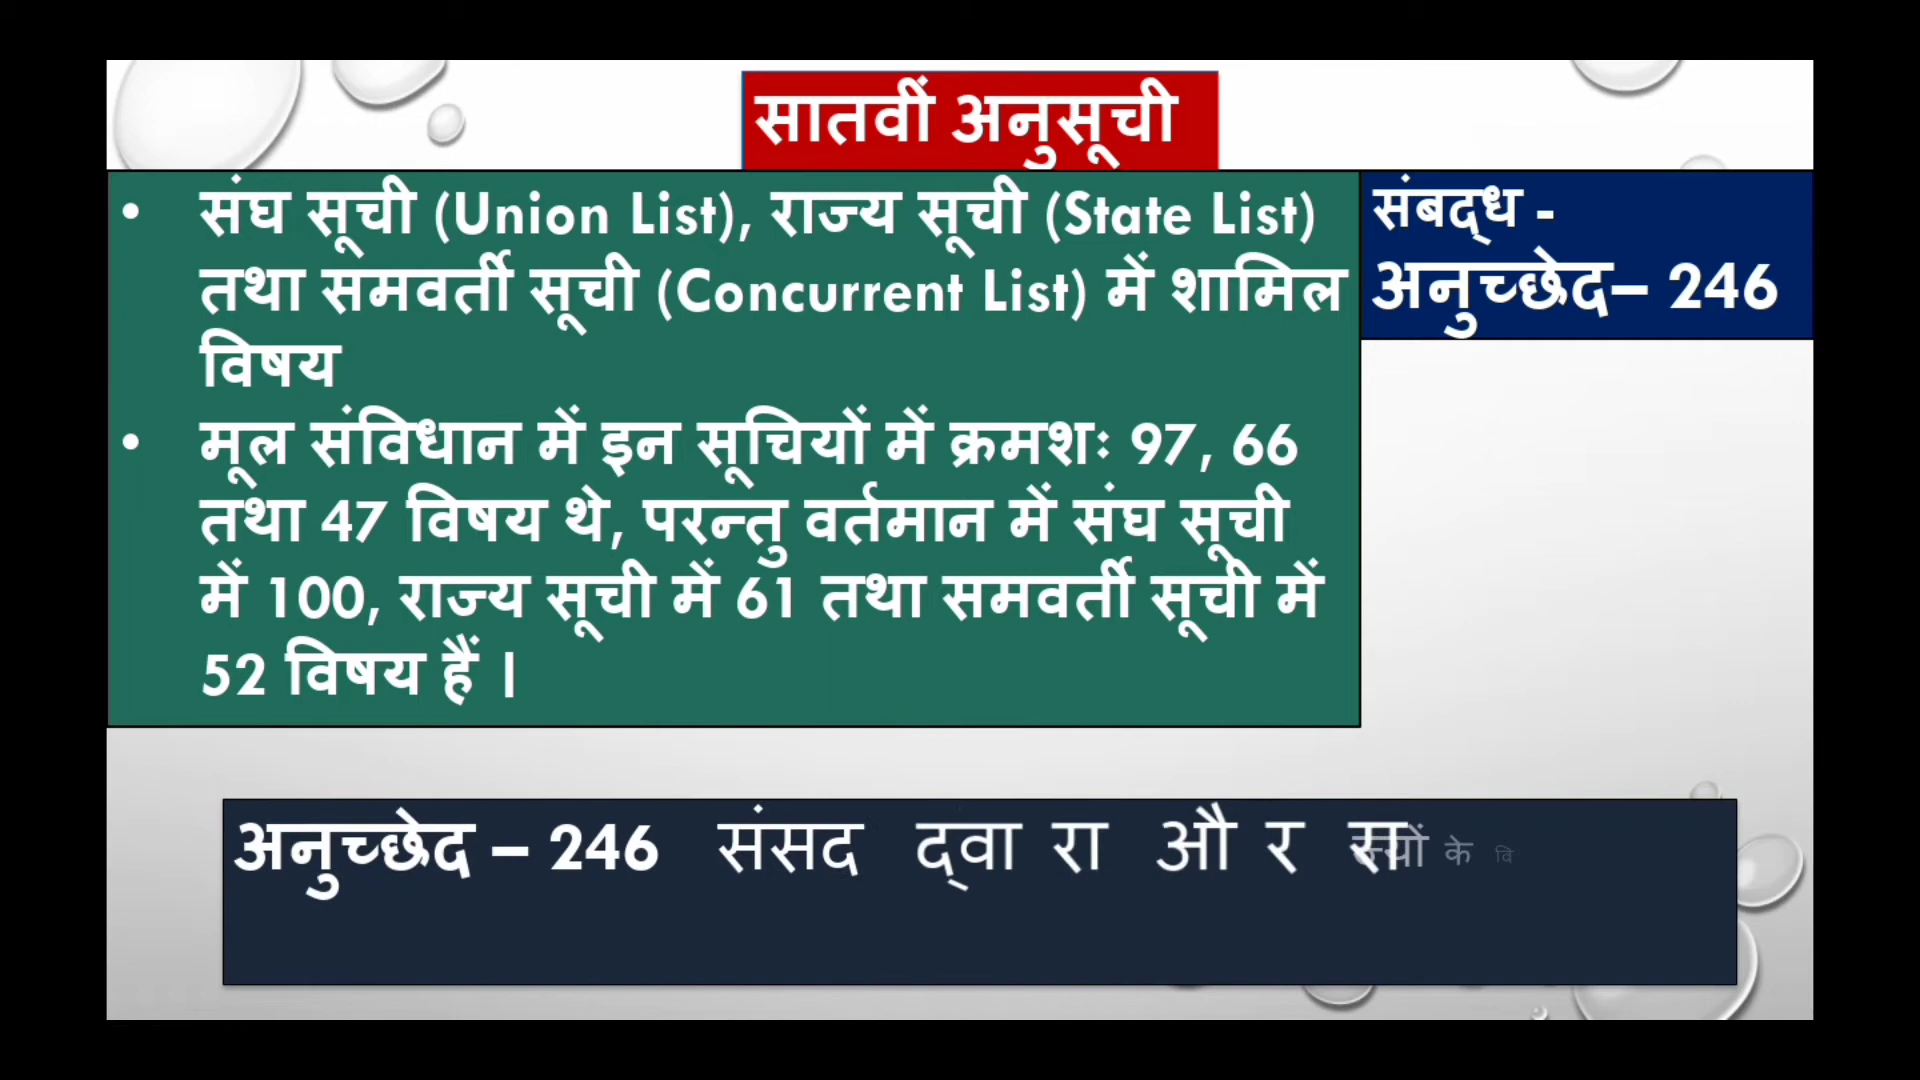 सातवीं अनुसूची
• संघ सूची (Union List), राज्य सूची (State List)
तथा समवर्ती सूची (Concurrent List) में शामिल
विषय
• मूल संविधान में इन सूचियों में क्रमशः 97, 66
तथा 47 विषय थे, परन्तु वर्तमान में संघ सूची
में 100, राज्य सूची में 61 तथा समवर्ती सूची में
52 विषय हैं ।
संबद्ध -
अनुच्छेद– 246
अनुच्छेद – 246 संसद द्वारा और के वि